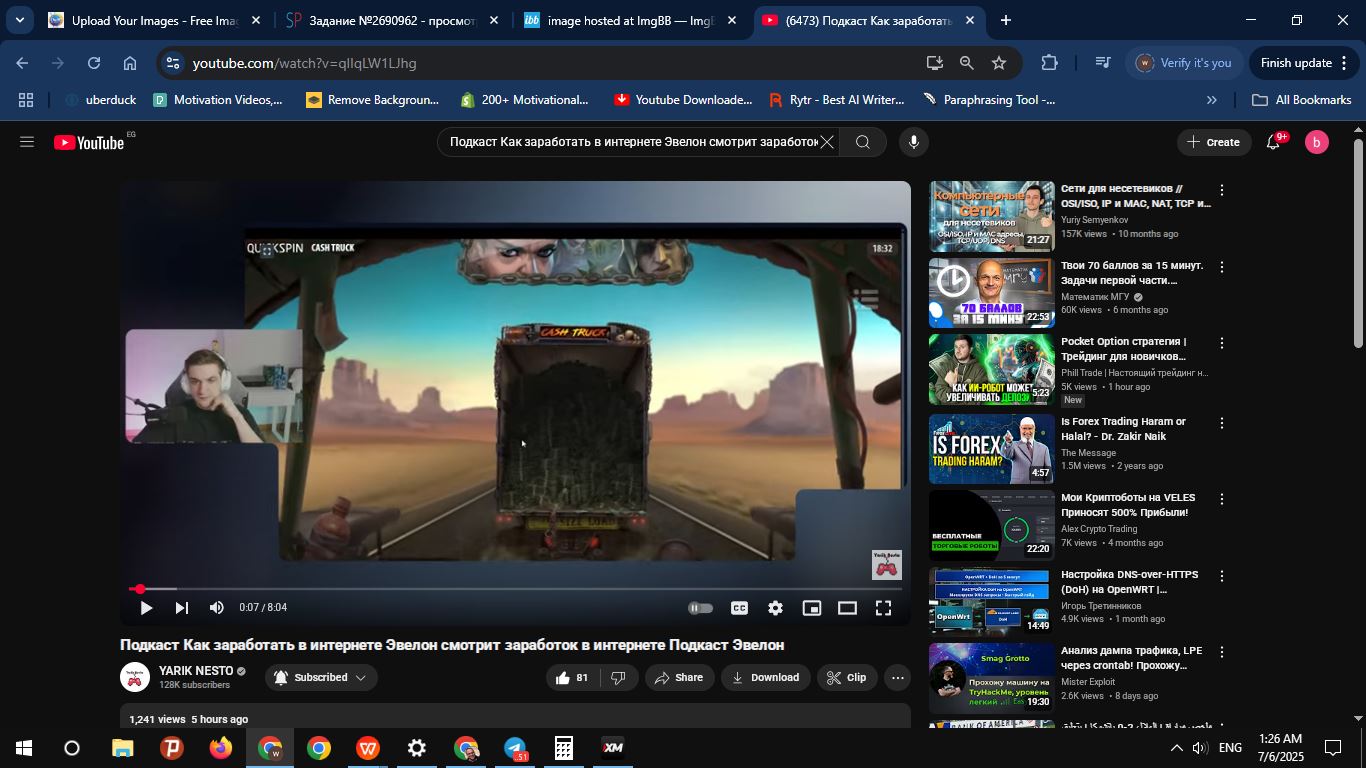 Upload Your Images - Free Imag
Задание №2690962 - просмотр
image hosted at ImgBB — ImgB
(6473) Подкаст Как заработать
youtube.com/watch?v=qlIqLW1LJhg
Verify it's you
Finish update
uberduck
Motivation Videos,...
Remove Backgroun...
200+ Motivational...
Youtube Downloade...
Rytr - Best AI Writer...
Paraphrasing Tool -...
All Bookmarks
YouTube EG
Подкаст Как заработать в интернете Эвелон смотрит заработок
Create
9+
b
QUICKSPIN CASH TRUCK
18:32
CASH TRUCK
Yarik Nesto
0:07 / 8:04
Подкаст Как заработать в интернете Эвелон смотрит заработок в интернете Подкаст Эвелон
YARIK NESTO
128K subscribers
Subscribed
81
Share
Download
Clip
1,241 views 5 hours ago
Компьютерные
сети
для несетевиков
OSI/ISO, IP и MAC адреса,
TCP/UDP, DNS
21:27
Сети для несетевиков //
OSI/ISO, IP и MAC, NAT, TCP и...
Yuriy Semyenkov
157K views • 10 months ago
70 БАЛЛОВ
ЗА 15 МИНУТ
22:53
Твои 70 баллов за 15 минут.
Задачи первой части....
Математик МГУ
60K views • 6 months ago
КАК ИИ-РОБОТ МОЖЕТ
УВЕЛИЧИВАТЬ ДЕПОЗИТ
5:23
Pocket Option стратегия |
Трейдинг для новичков...
Phill Trade | Настоящий трейдинг н...
5K views • 1 hour ago
New
IS FOREX
TRADING HARAM?
4:57
Is Forex Trading Haram or
Halal? - Dr. Zakir Naik
The Message
1.5M views • 2 years ago
БЕСПЛАТНЫЕ
ТОРГОВЫЕ РОБОТЫ
22:20
Мои Криптоботы на VELES
Приносят 500% Прибыли!
Alex Crypto Trading
7K views • 4 months ago
OpenWrt
DoH
14:49
Настройка DNS-over-HTTPS
(DoH) на OpenWRT |...
Игорь Третинников
4.9K views • 1 month ago
Smag Grotto
Прохожу машину на
TryHackMe, уровень
легкий
19:30
Анализ дампа трафика, LPE
через crontab! Прохожу...
Mister Exploit
2.6K views • 8 days ago
BANK OF AMERICA
51
XM
ENG
1:26 AM
7/6/2025